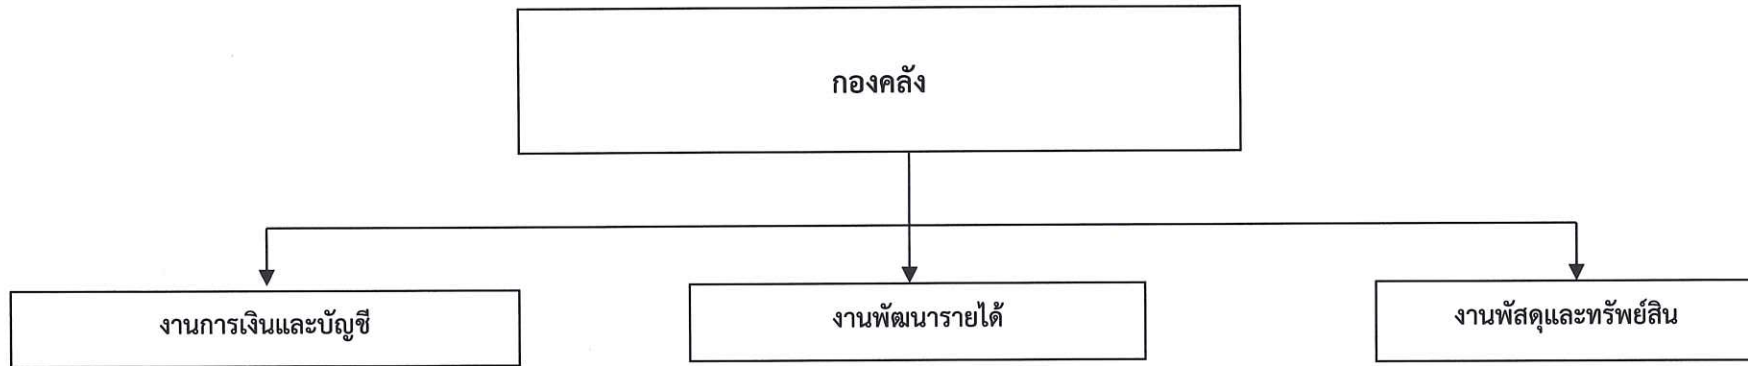 กองคลัง
งานการเงินและบัญชี
งานพัฒนารายได้
งานพัสดุและทรัพย์สิน